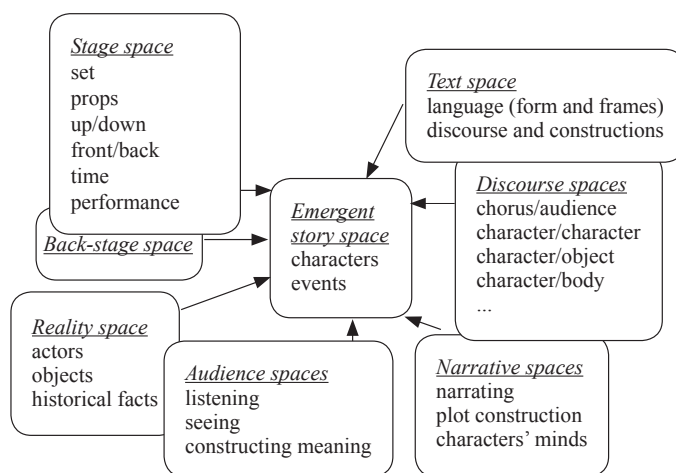 Stage space
set
props
up/down
front/back
time
performance
Back-stage space
Text space
language (form and frames)
discourse and constructions
Emergent
story space
characters
events
Discourse spaces
chorus/audience
character/character
character/object
character/body
...
Reality space
actors
objects
historical facts
Audience spaces
listening
seeing
constructing meaning
Narrative spaces
narrating
plot construction
characters’ minds